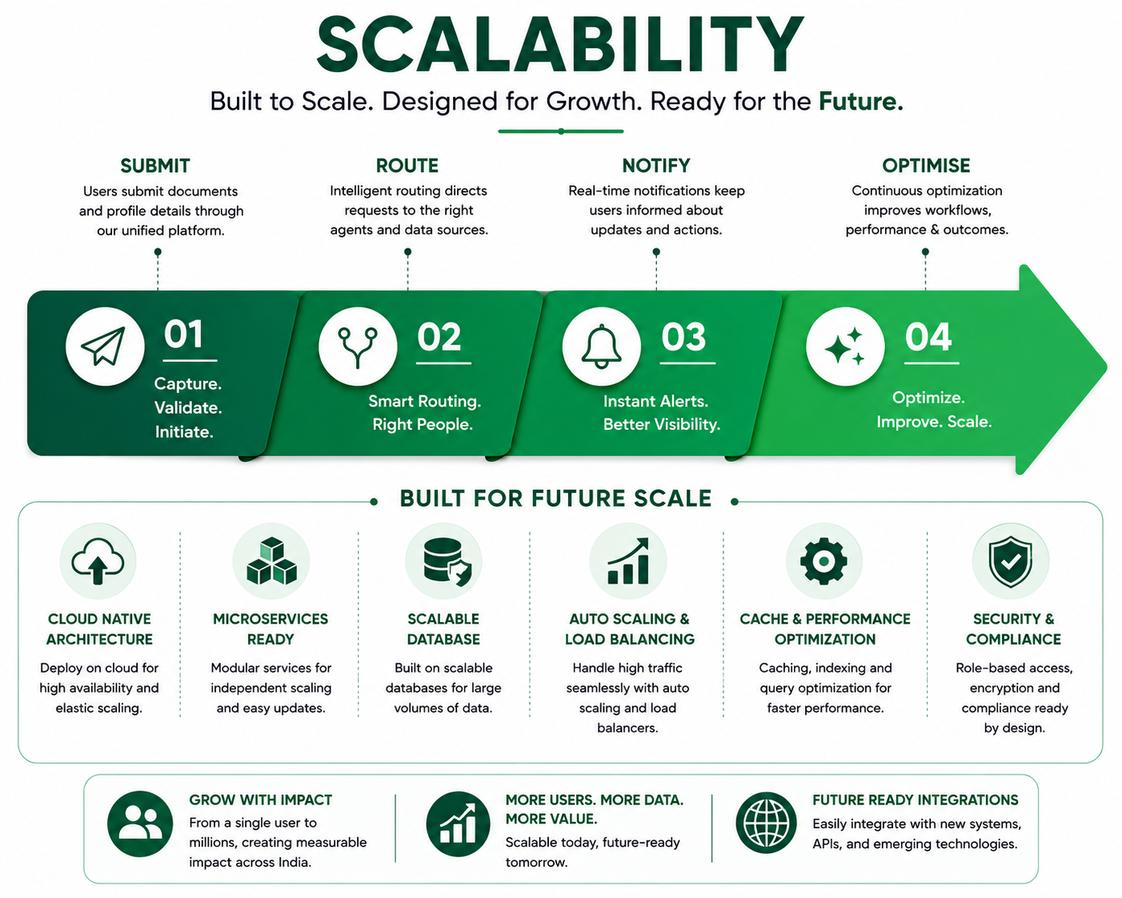 SCALABILITY
Built to Scale. Designed for Growth. Ready for the Future.
SUBMIT
Users submit documents
and profile details through
our unified platform.
ROUTE
Intelligent routing directs
requests to the right
agents and data sources.
NOTIFY
Real-time notifications keep
users informed about
updates and actions.
OPTIMISE
Continuous optimization
improves workflows,
performance & outcomes.
01
Capture.
Validate.
Initiate.
02
Smart Routing.
Right People.
03
Instant Alerts.
Better Visibility.
04
Optimize.
Improve. Scale.
BUILT FOR FUTURE SCALE
CLOUD NATIVE
ARCHITECTURE
Deploy on cloud for
high availability and
elastic scaling.
MICROSERVICES
READY
Modular services for
independent scaling
and easy updates.
SCALABLE
DATABASE
Built on scalable
databases for large
volumes of data.
AUTO SCALING &
LOAD BALANCING
Handle high traffic
seamlessly with auto
scaling and load
balancers.
CACHE & PERFORMANCE
OPTIMIZATION
Caching, indexing and
query optimization for
faster performance.
SECURITY &
COMPLIANCE
Role-based access,
encryption and
compliance ready
by design.
GROW WITH IMPACT
From a single user to
millions, creating measurable
impact across India.
MORE USERS. MORE DATA.
MORE VALUE.
Scalable today, future-ready
tomorrow.
FUTURE READY INTEGRATIONS
Easily integrate with new systems,
APIs, and emerging technologies.